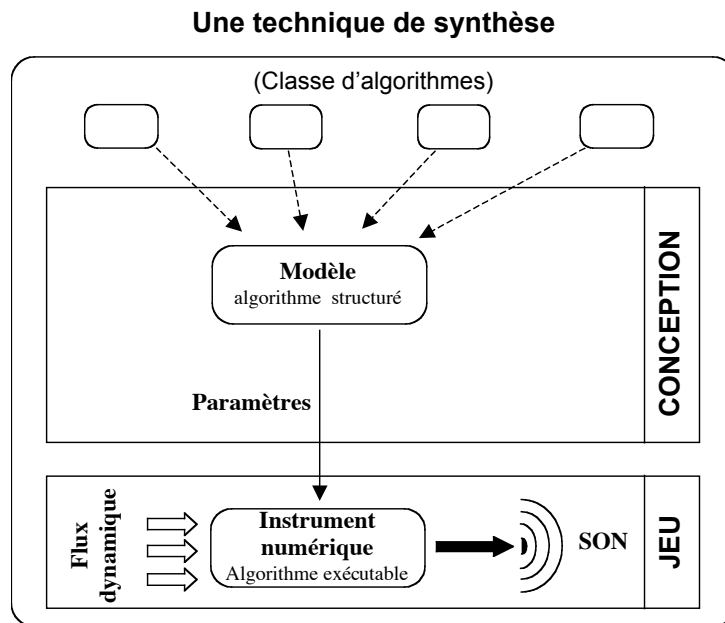 Une technique de synthèse
(Classe d'algorithmes)
Modèle
algorithme structuré
CONCEPTION
Paramètres
Flux
dynamique
Instrument
numérique
Algorithme exécutable
SON
JEU